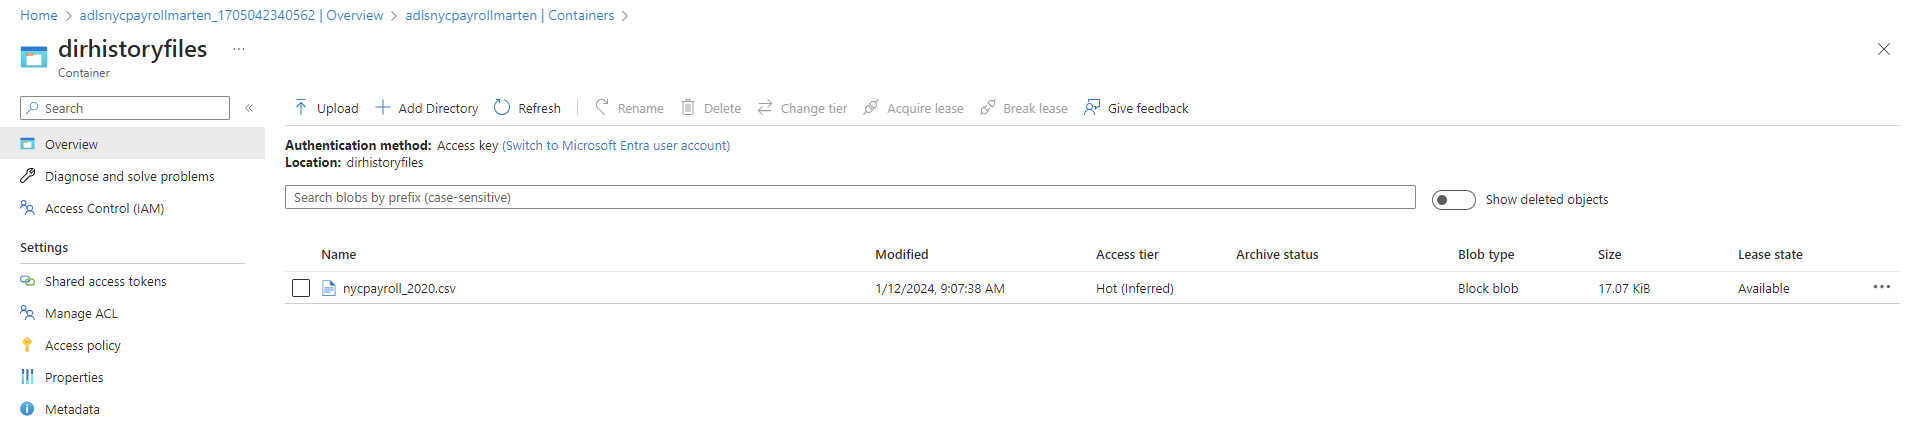 Home > adlsnycpayrollmarten_1705042340562 | Overview > adlsnycpayrollmarten | Containers >
dirhistoryfiles ...
Container
Search «
Upload Add Directory Refresh Rename Delete Change tier Acquire lease Break lease Give feedback
Overview
Diagnose and solve problems
Access Control (IAM)
Settings
Shared access tokens
Manage ACL
Access policy
Properties
Metadata
Authentication method: Access key (Switch to Microsoft Entra user account)
Location: dirhistoryfiles
Search blobs by prefix (case-sensitive)
Show deleted objects
Name Modified Access tier Archive status Blob type Size Lease state
nycpayroll_2020.csv 1/12/2024, 9:07:38 AM Hot (Inferred) Block blob 17.07 KiB Available ...